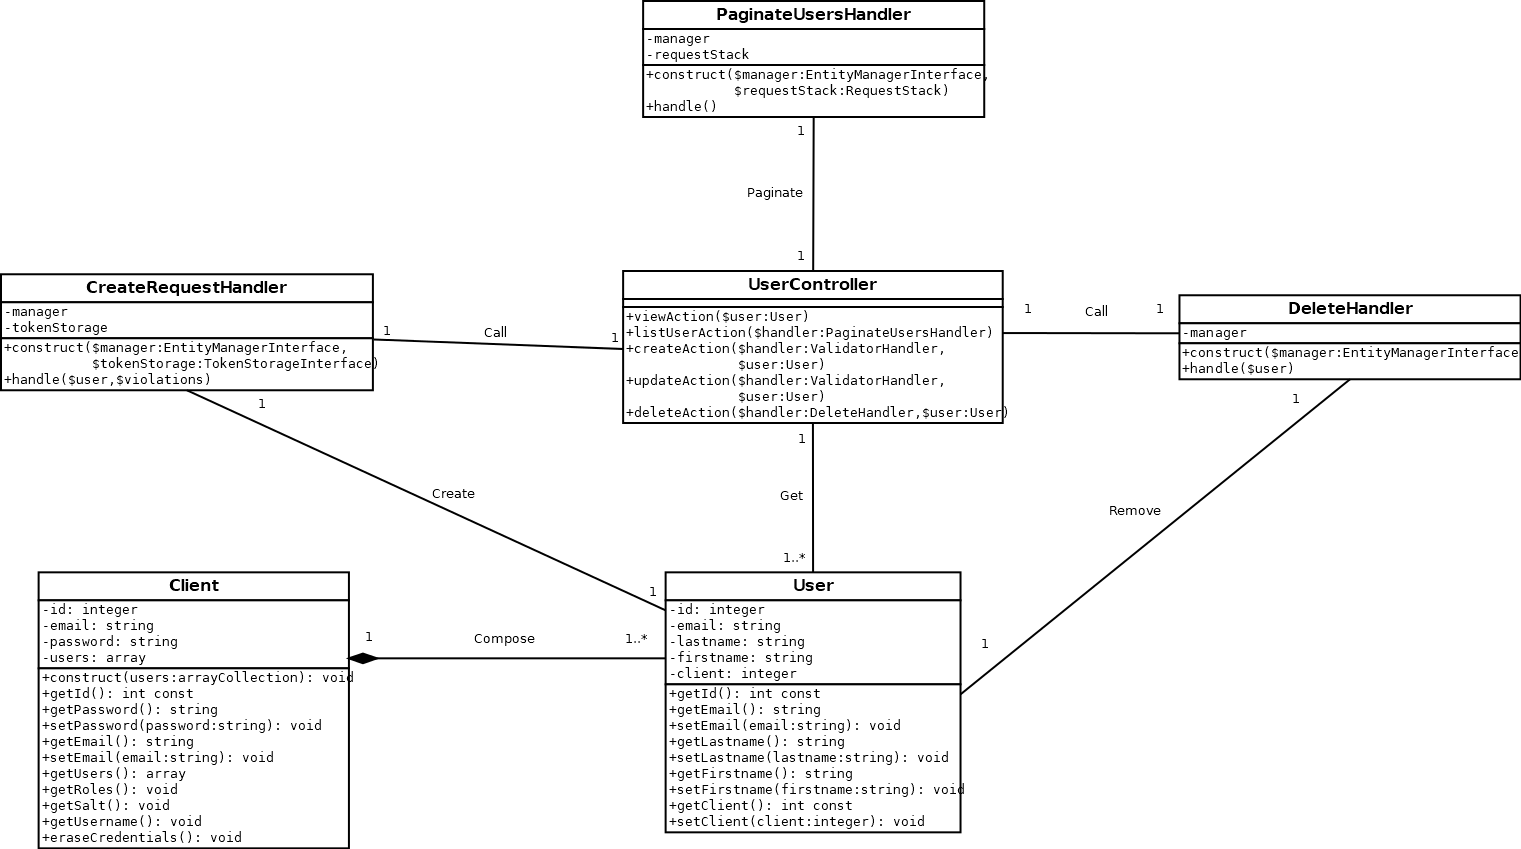 PaginateUsersHandler
-manager
-requestStack
+construct($manager:EntityManagerInterface,
$requestStack:RequestStack)
+handle()
1
Paginate
1
CreateRequestHandler
-manager
-tokenStorage
+construct($manager:EntityManagerInterface,
$tokenStorage:TokenStorageInterface)
+handle($user,$violations)
1
Call
1
UserController
+viewAction($user:User)
+listUserAction($handler:PaginateUsersHandler)
+createAction($handler:ValidatorHandler,
$user:User)
+updateAction($handler:ValidatorHandler,
$user:User)
+deleteAction($handler:DeleteHandler,$user:User)
1
Call
1
DeleteHandler
-manager
+construct($manager:EntityManagerInterface
+handle($user)
1
Create
1
1
Get
1..*
1
Remove
1
Client
-id: integer
-email: string
-password: string
-users: array
+construct(users:arrayCollection): void
+getId(): int const
+getPassword(): string
+setPassword(password:string): void
+getEmail(): string
+setEmail(email:string): void
+getUsers(): array
+getRoles(): void
+getSalt(): void
+getUsername(): void
+eraseCredentials(): void
1
Compose
1..*
User
-id: integer
-email: string
-lastname: string
-firstname: string
-client: integer
+getId(): int const
+getEmail(): string
+setEmail(email:string): void
+getLastname(): string
+setLastname(lastname:string): void
+getFirstname(): string
+setFirstname(firstname:string): void
+getClient(): int const
+setClient(client:integer): void